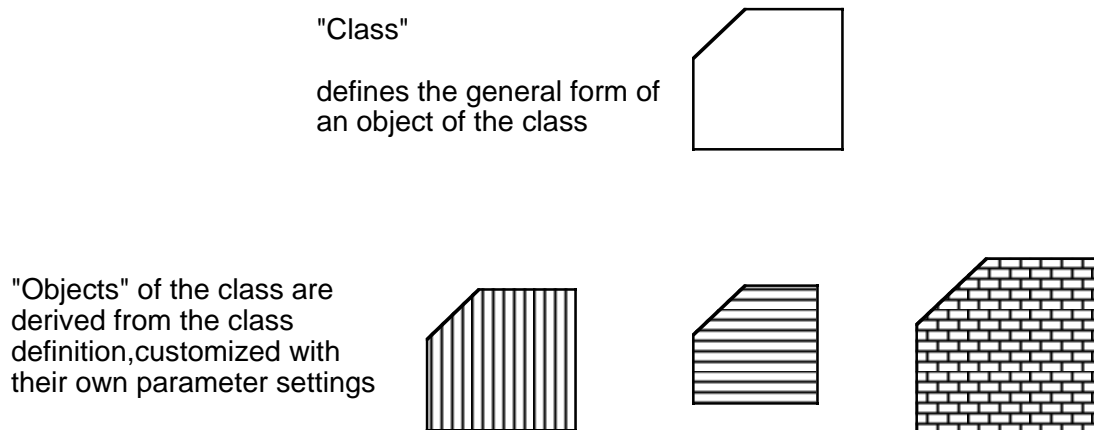 "Class"
defines the general form of
an object of the class
"Objects" of the class are
derived from the class
definition,customized with
their own parameter settings